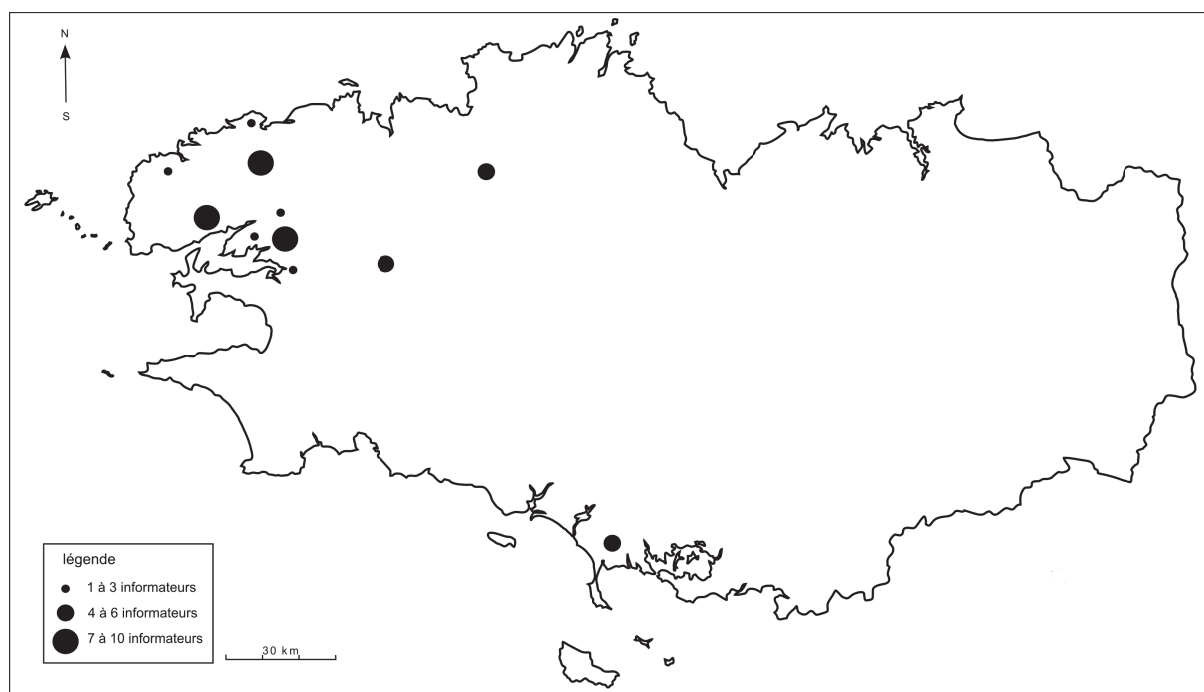 N
S
légende
1 à 3 informateurs
4 à 6 informateurs
7 à 10 informateurs
30 km